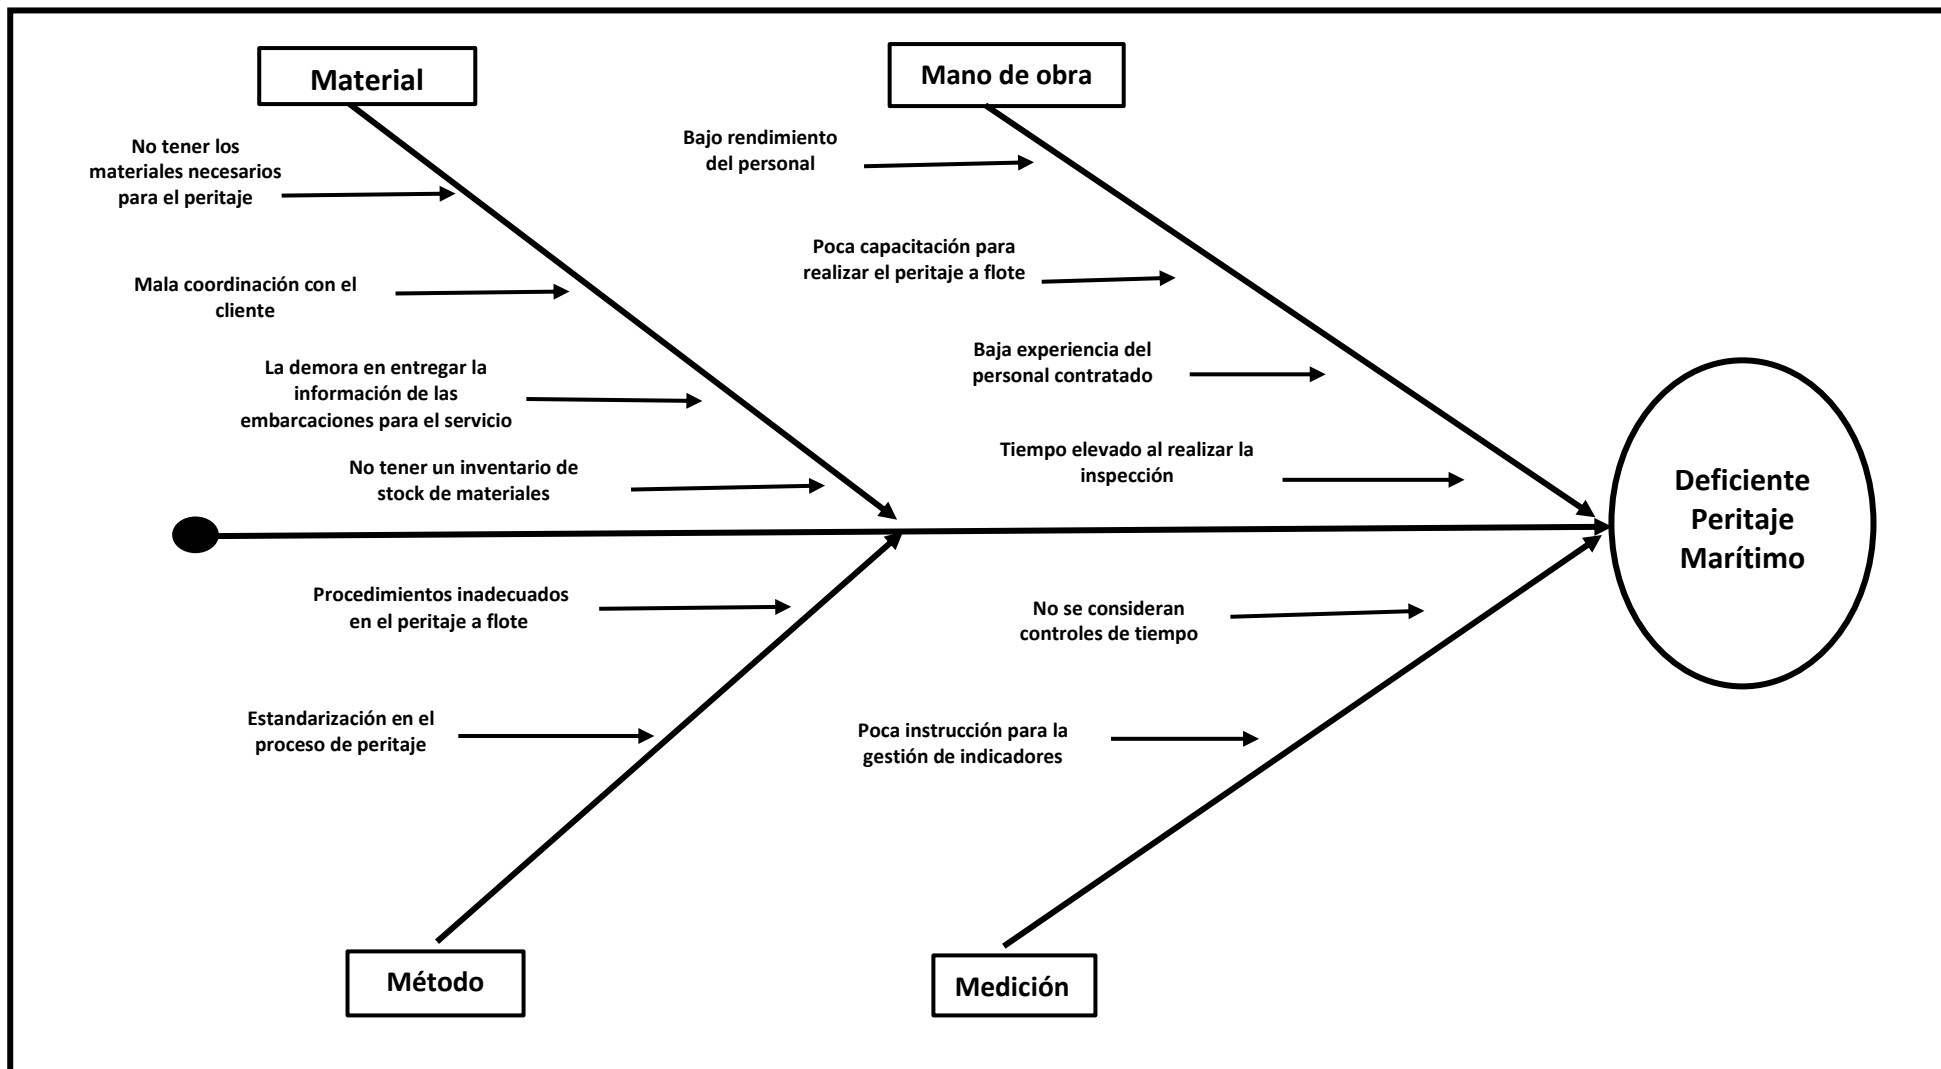 Material
Mano de obra
No tener los
materiales necesarios
para el peritaje
Bajo rendimiento
del personal
Mala coordinación con el
cliente
Poca capacitación para
realizar el peritaje a flote
La demora en entregar la
información de las
embarcaciones para el servicio
Baja experiencia del
personal contratado
No tener un inventario de
stock de materiales
Tiempo elevado al realizar la
inspección
Deficiente
Peritaje
Marítimo
Procedimientos inadecuados
en el peritaje a flote
No se consideran
controles de tiempo
Estandarización en el
proceso de peritaje
Poca instrucción para la
gestión de indicadores
Método
Medición